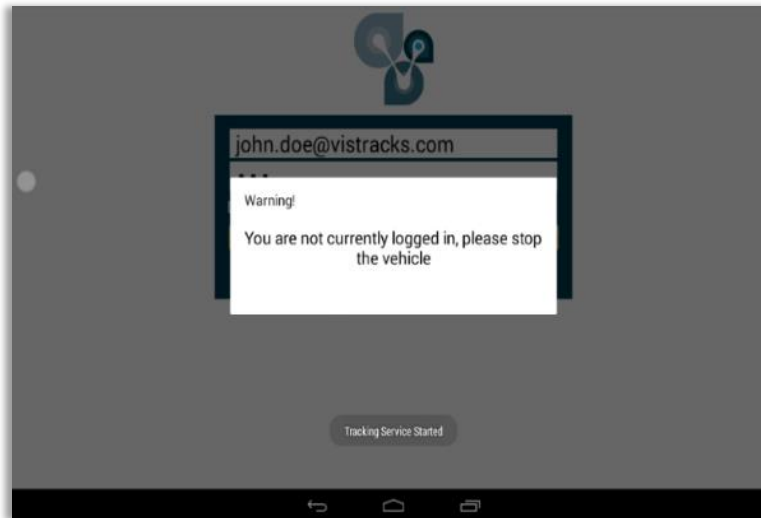 john.doe@vistracks.com
Warning!
You are not currently logged in, please stop
the vehicle
Tracking Service Started